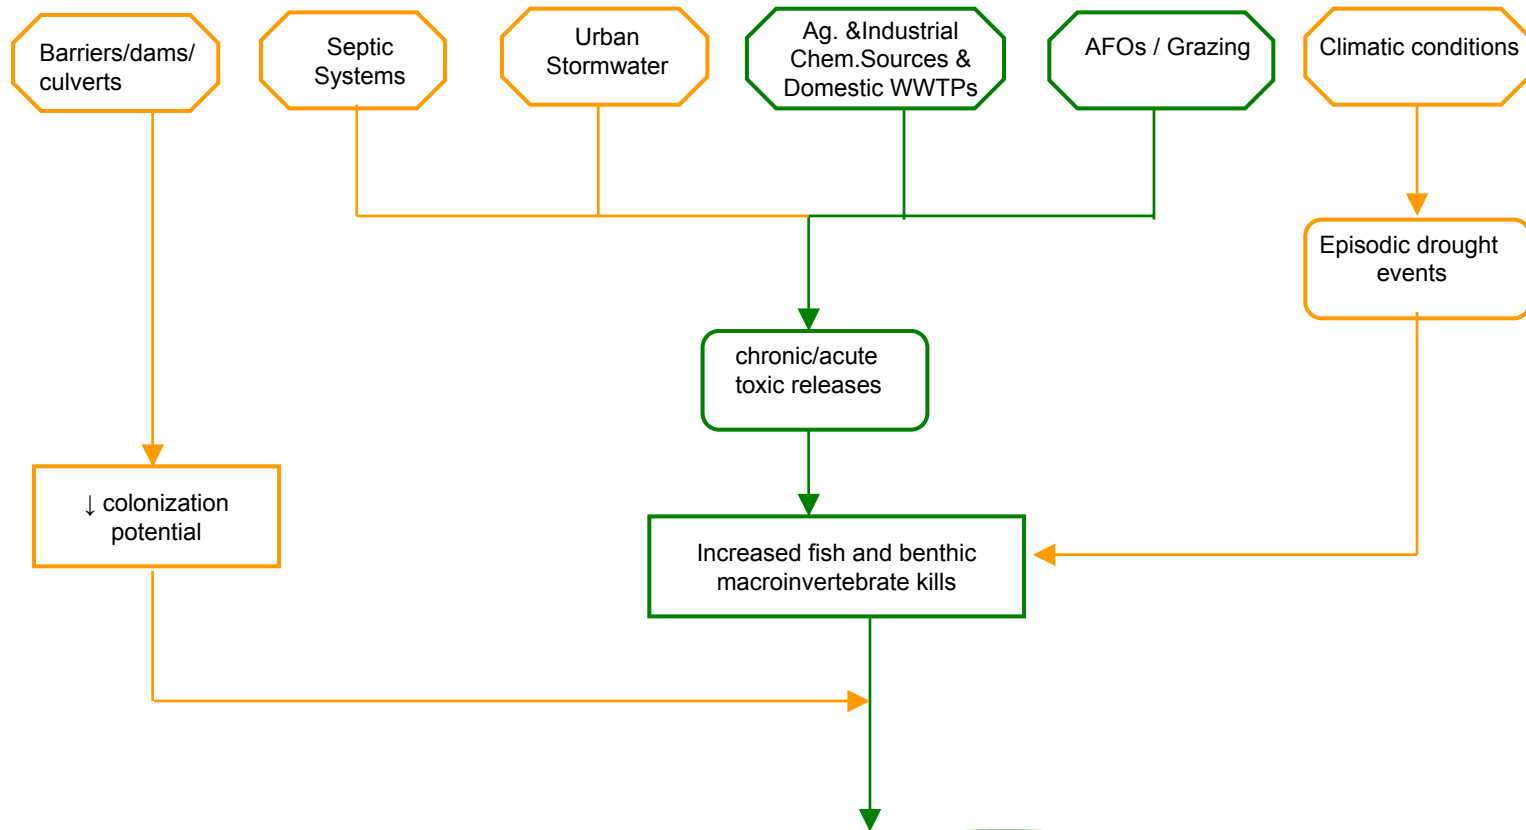 Barriers/dams/
culverts
Septic
Systems
Urban
Stormwater
Ag. &Industrial
Chem.Sources &
Domestic WWTPs
AFOs / Grazing
Climatic conditions
Episodic drought
events
chronic/acute
toxic releases
↓ colonization
potential
Increased fish and benthic
macroinvertebrate kills